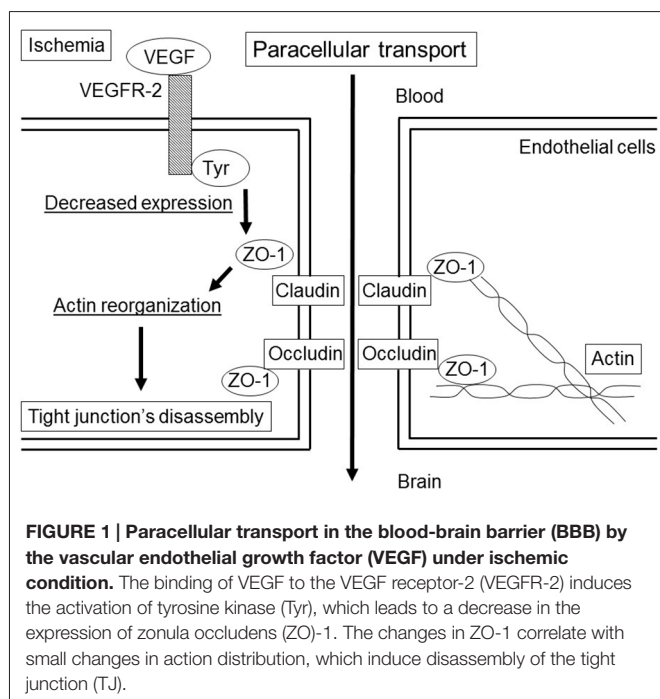 Ischemia
VEGF
Paracellular transport
VEGFR-2
Blood
Endothelial cells
Tyr
Decreased expression
ZO-1
ZO-1
Claudin
Claudin
Actin reorganization
Occludin
Occludin
Actin
ZO-1
ZO-1
Tight junction's disassembly
Brain
FIGURE 1 | Paracellular transport in the blood-brain barrier (BBB) by
the vascular endothelial growth factor (VEGF) under ischemic
condition. The binding of VEGF to the VEGF receptor-2 (VEGFR-2) induces
the activation of tyrosine kinase (Tyr), which leads to a decrease in the
expression of zonula occludens (ZO)-1. The changes in ZO-1 correlate with
small changes in action distribution, which induce disassembly of the tight
junction (TJ).